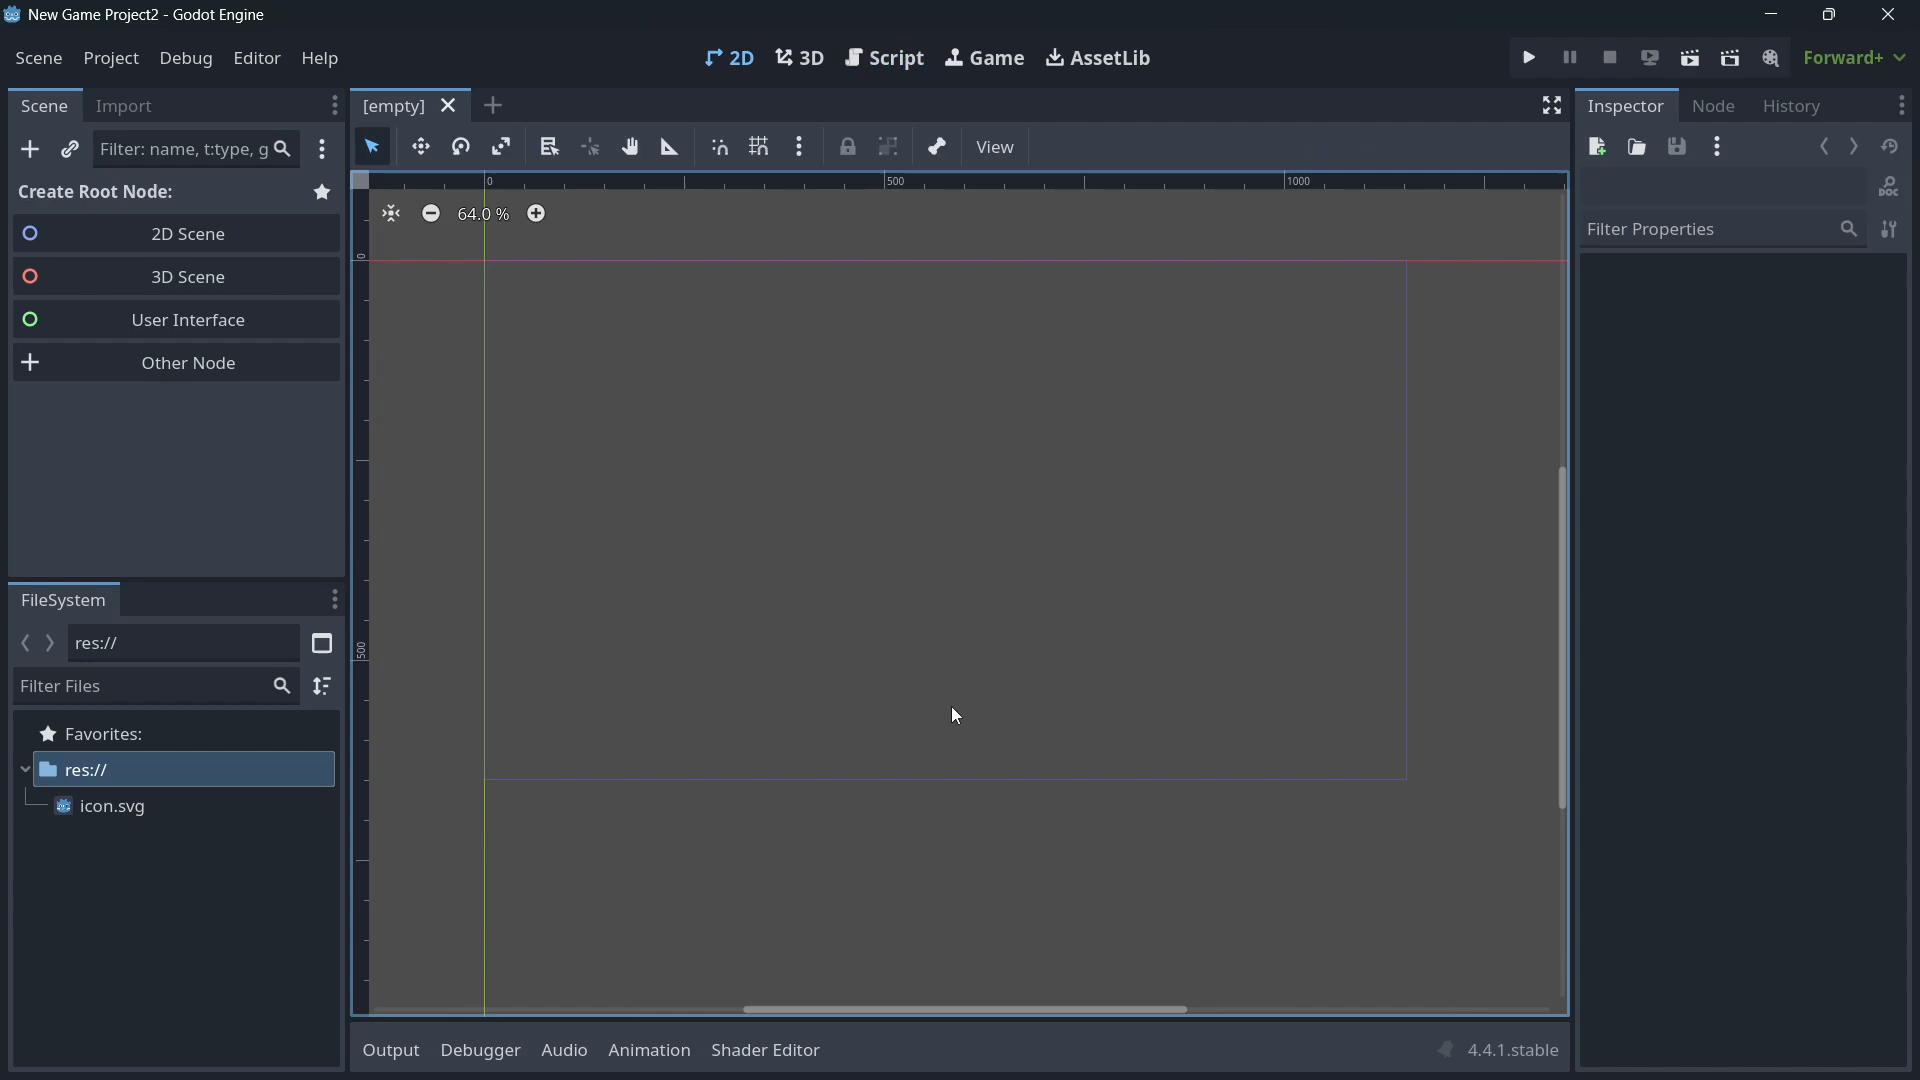 New Game Project2 - Godot Engine
Scene Project Debug Editor Help
2D 3D Script Game AssetLib
Forward+
Scene Import
[empty]
Inspector Node History
Filter: name, t:type, g
View
Create Root Node:
DOC
0 500 1000
64.0 %
Filter Properties
2D Scene
3D Scene
User Interface
Other Node
0
500
FileSystem
res://
Filter Files
Favorites:
res://
icon.svg
Output Debugger Audio Animation Shader Editor
4.4.1.stable